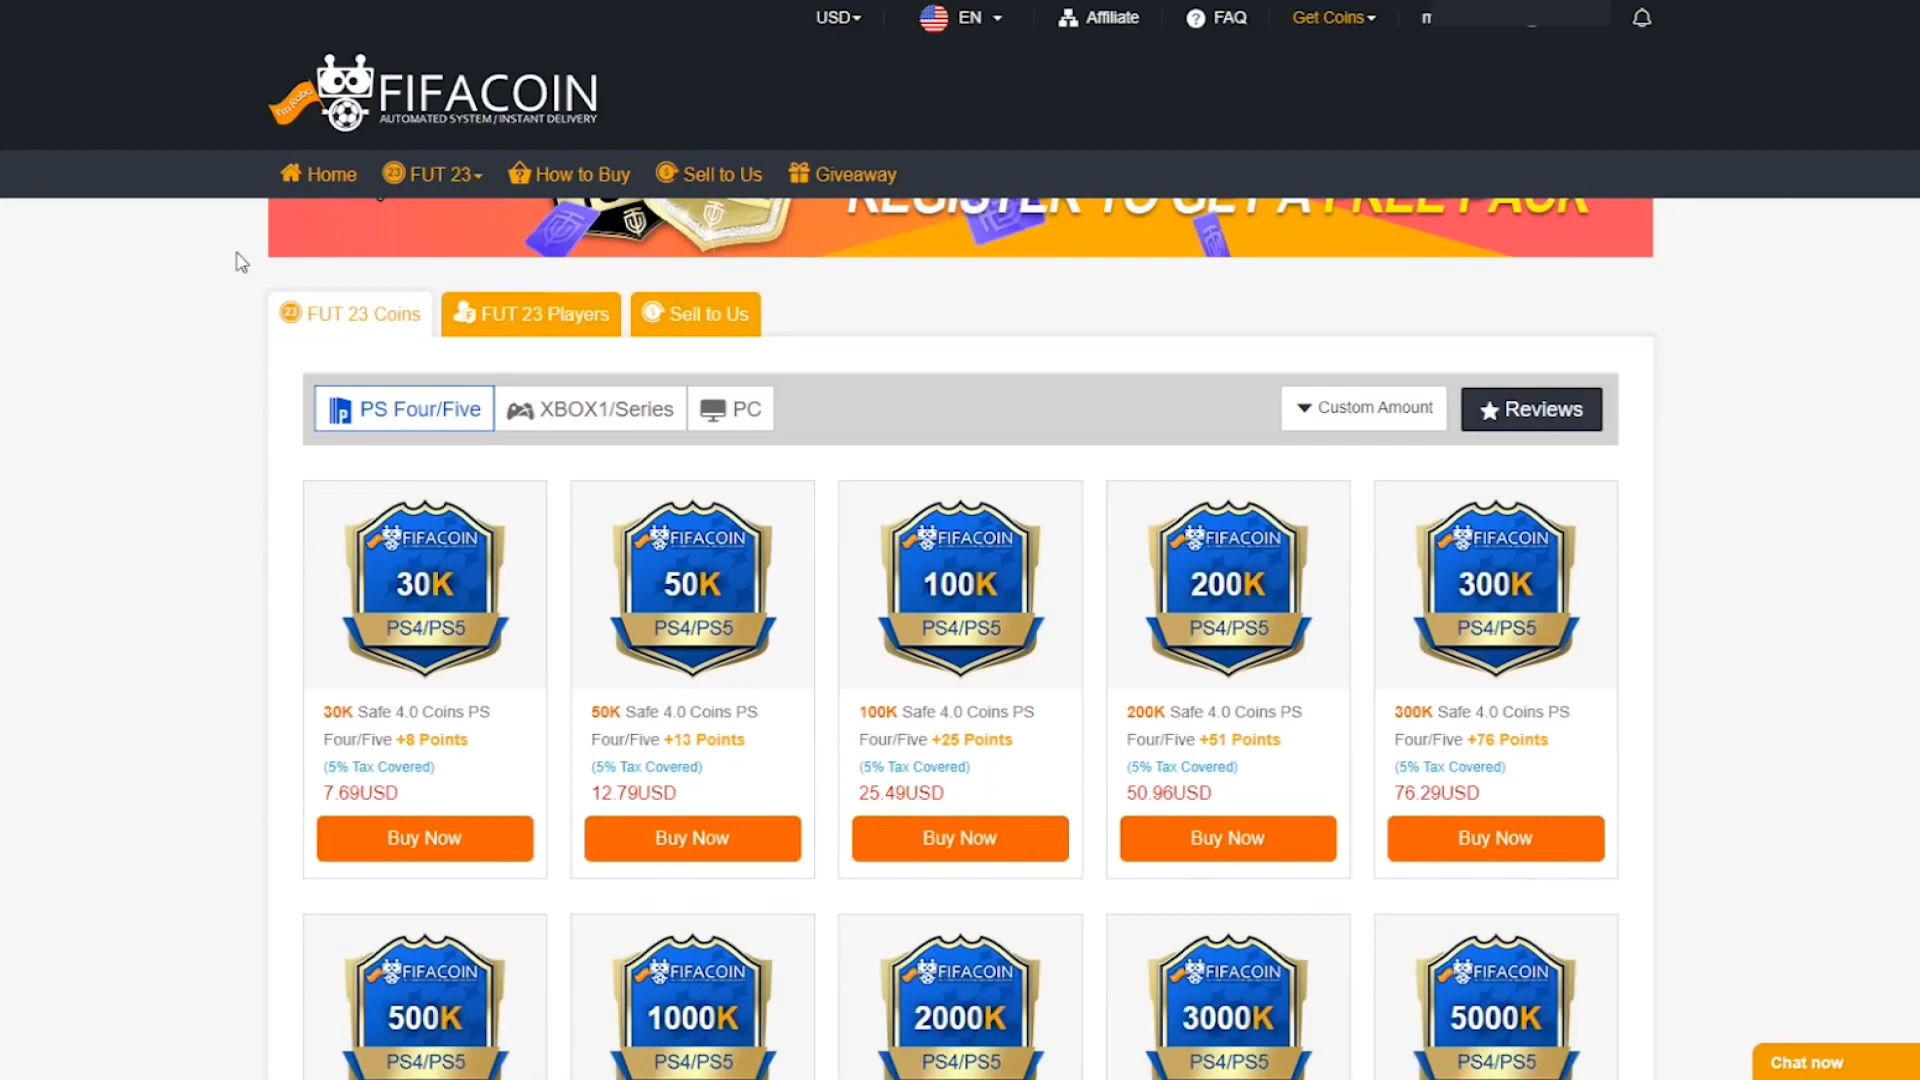 USD
EN
Affiliate
FAQ
Get Coins
I'm Robo
FIFACOIN
AUTOMATED SYSTEM / INSTANT DELIVERY
Home
FUT 23
How to Buy
Sell to Us
Giveaway
REGISTER TO GET A FREE PACK
FUT 23 Coins
FUT 23 Players
Sell to Us
PS Four/Five
XBOX1/Series
PC
Custom Amount
Reviews
FIFACOIN
30K
PS4/PS5
30K Safe 4.0 Coins PS
Four/Five +8 Points
(5% Tax Covered)
7.69USD
Buy Now
FIFACOIN
50K
PS4/PS5
50K Safe 4.0 Coins PS
Four/Five +13 Points
(5% Tax Covered)
12.79USD
Buy Now
FIFACOIN
100K
PS4/PS5
100K Safe 4.0 Coins PS
Four/Five +25 Points
(5% Tax Covered)
25.49USD
Buy Now
FIFACOIN
200K
PS4/PS5
200K Safe 4.0 Coins PS
Four/Five +51 Points
(5% Tax Covered)
50.96USD
Buy Now
FIFACOIN
300K
PS4/PS5
300K Safe 4.0 Coins PS
Four/Five +76 Points
(5% Tax Covered)
76.29USD
Buy Now
FIFACOIN
500K
PS4/PS5
FIFACOIN
1000K
PS4/PS5
FIFACOIN
2000K
PS4/PS5
FIFACOIN
3000K
PS4/PS5
FIFACOIN
5000K
PS4/PS5
Chat now